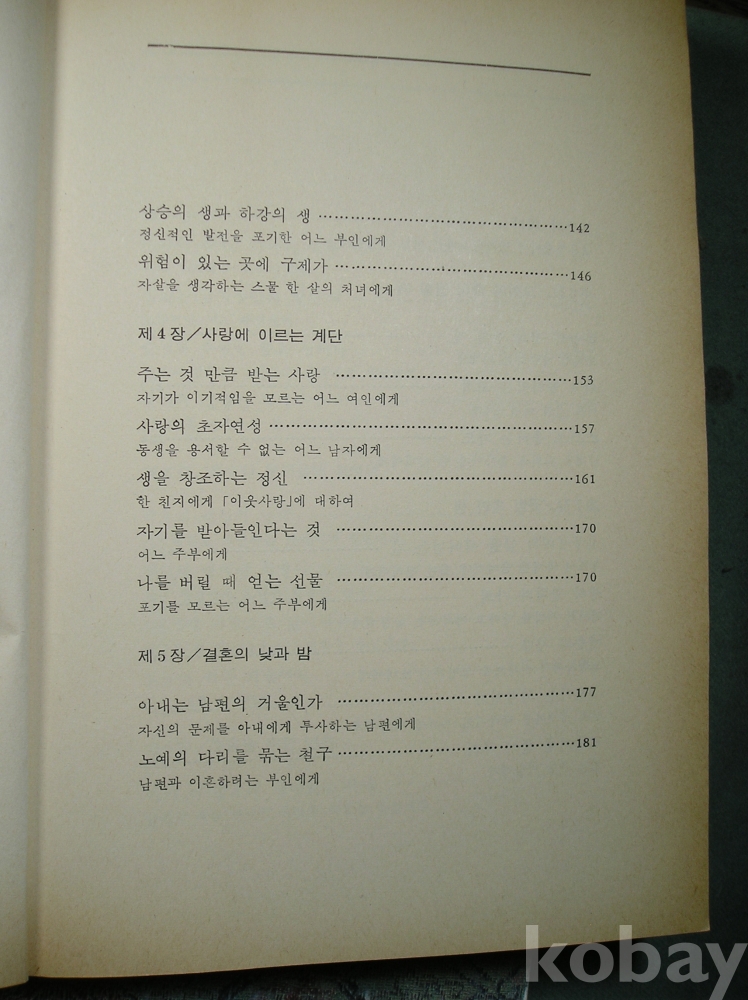 상승의 생과 하강의 생 ……………………………………………142
정신적인 발전을 포기한 어느 부인에게
위험이 있는 곳에 구제가 ……………………………………………146
자살을 생각하는 스물 한 살의 처녀에게
제 4 장／사랑에 이르는 계단
주는 것 만큼 받는 사랑 ……………………………………………153
자기가 이기적임을 모르는 어느 여인에게
사랑의 초자연성 ……………………………………………157
동생을 용서할 수 없는 어느 남자에게
생을 창조하는 정신 ……………………………………………161
한 친지에게 「이웃사랑」에 대하여
자기를 받아들인다는 것 ……………………………………………170
어느 주부에게
나를 버릴 때 얻는 선물 ……………………………………………170
포기를 모르는 어느 주부에게
제 5 장／결혼의 낮과 밤
아내는 남편의 거울인가 ……………………………………………177
자신의 문제를 아내에게 투사하는 남편에게
노예의 다리를 묶는 철구 ……………………………………………181
남편과 이혼하려는 부인에게
kobay